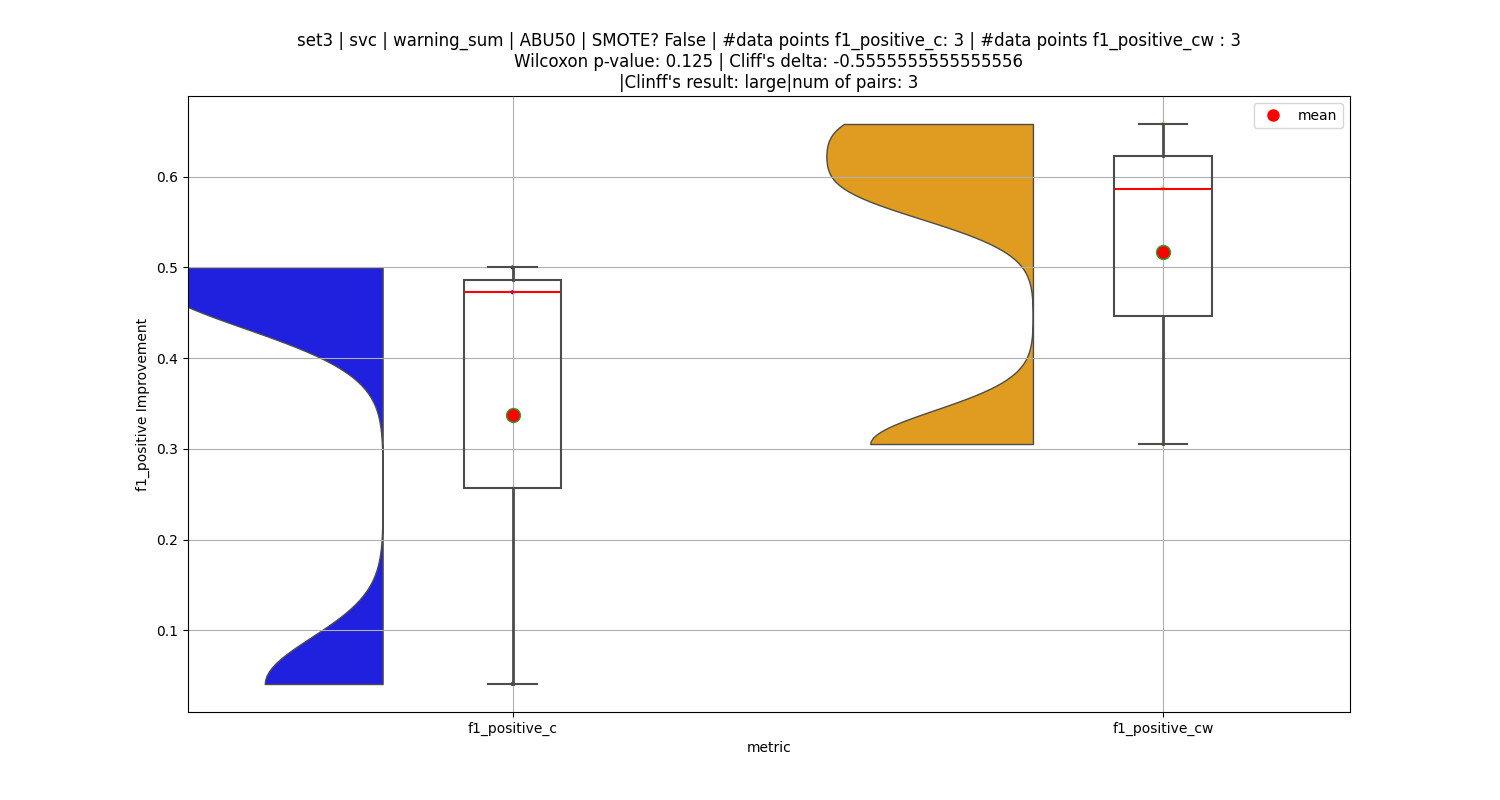 set3 | svc | warning_sum | ABU50 | SMOTE? False | #data points f1_positive_c: 3 | #data points f1_positive_cw : 3
Wilcoxon p-value: 0.125 | Cliff's delta: -0.5555555555555556
|Clinff's result: large|num of pairs: 3
mean
0.6
0.5
0.4
0.3
0.2
0.1
f1_positive Improvement
f1_positive_c
f1_positive_cw
metric